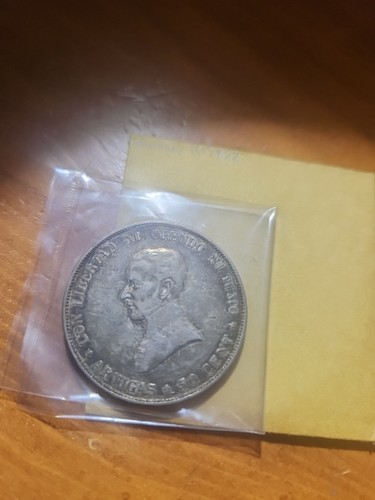 CON LIBERTAD NI OFENDO NI TEMO
★ ARTIGAS ★ 50 CENT ★